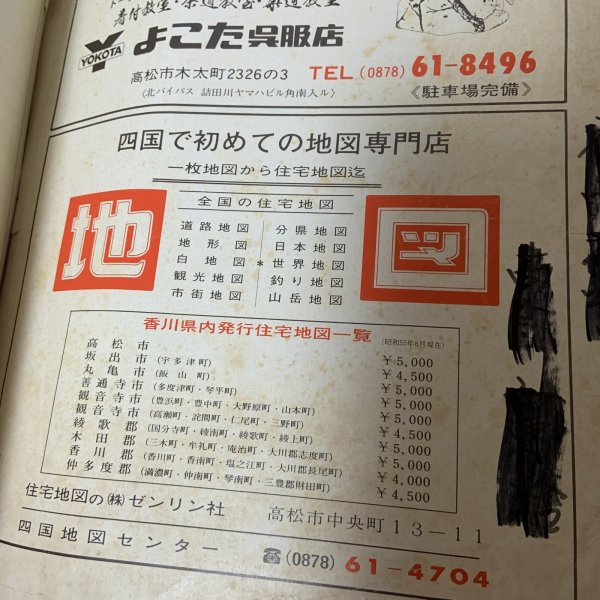 着付教室・茶道教室・華道教室
YOKOTA
よこた呉服店
高松市木太町2326の3 TEL(0878)61-8496
(北バイパス 詰田川ヤマハビル角南入ル) 《駐車場完備》
四国で初めての地図専門店
一枚地図から住宅地図迄
全国の住宅地図
道路地図 分県地図
地形図 日本地図
白地図 *世界地図
観光地図 釣り地図
市街地図 山岳地図
地
図
香川県内発行住宅地図一覧
(昭和55年8月現在)
高松市 ¥5,000
坂出市(宇多津町) ¥4,500
丸亀市(飯山町) ¥5,000
善通寺市(多度津町・琴平町) ¥5,000
観音寺市(豊浜町・豊中町・大野原町・山本町) ¥5,000
観音寺市(高瀬町・詫間町・仁尾町・三野町) ¥4,500
綾歌郡(国分寺町・綾南町・綾歌町・綾上町) ¥5,000
木田郡(三木町・牟礼町・庵治町・大川郡志度町) ¥5,000
香川郡(香川町・香南町・塩之江町・大川郡長尾町) ¥4,000
仲多度郡(満濃町・仲南町・琴南町・三豊郡財田町) ¥4,500
住宅地図の㈱ゼンリン社 高松市中央町13-11
四国地図センター ☎(0878)61-4704